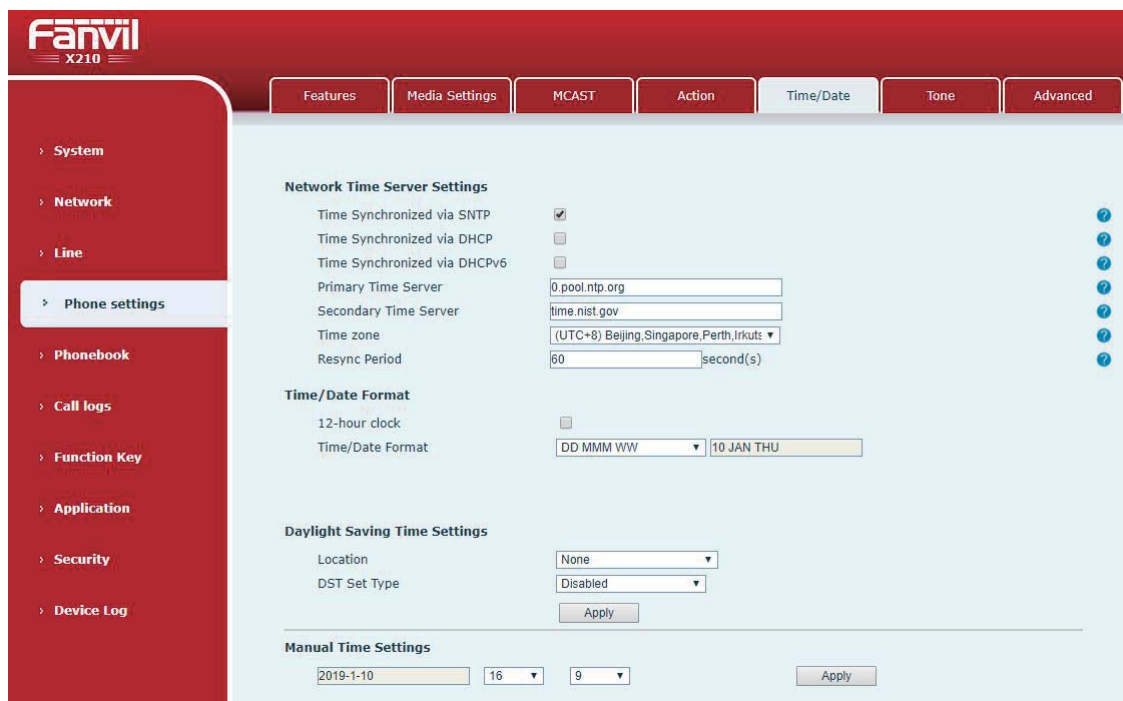 Fanvil
X210
Features Media Settings MCAST Action Time/Date Tone Advanced
› System
› Network
› Line
› Phone settings
› Phonebook
› Call logs
› Function Key
› Application
› Security
› Device Log
Network Time Server Settings
Time Synchronized via SNTP
Time Synchronized via DHCP
Time Synchronized via DHCPv6
Primary Time Server 0.pool.ntp.org
Secondary Time Server time.nist.gov
Time zone (UTC+8) Beijing,Singapore,Perth,Irkuts
Resync Period 60 second(s)
Time/Date Format
12-hour clock
Time/Date Format DD MMM WW 10 JAN THU
Daylight Saving Time Settings
Location None
DST Set Type Disabled
Apply
Manual Time Settings
2019-1-10 16 9 Apply